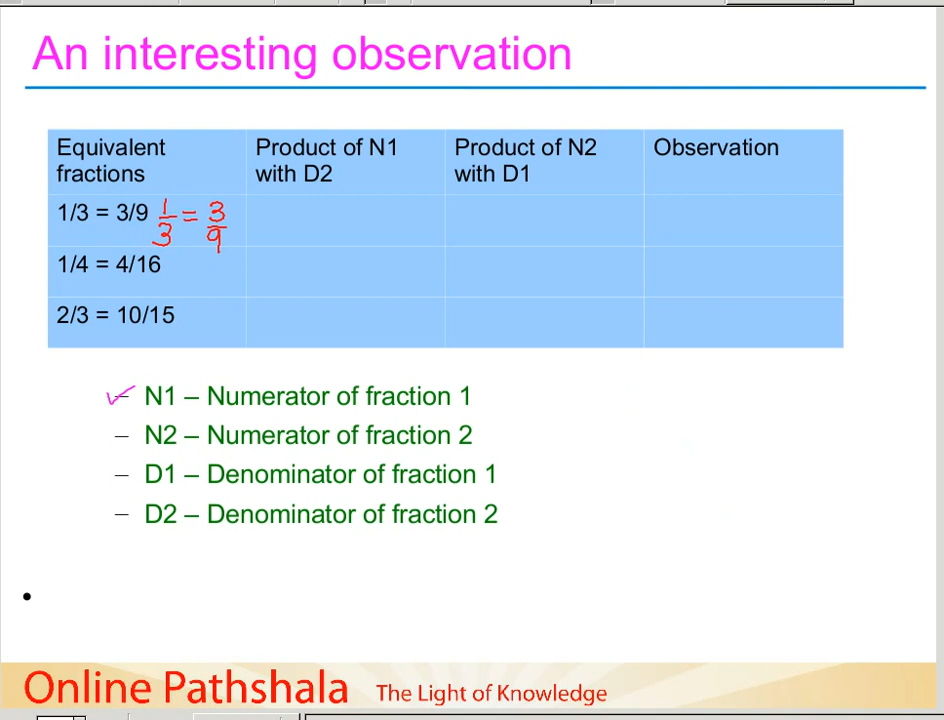 An interesting observation
Equivalent fractions
Product of N1 with D2
Product of N2 with D1
Observation
1/3 = 3/9 1/3 = 3/9
1/4 = 4/16
2/3 = 10/15
– N1 – Numerator of fraction 1
– N2 – Numerator of fraction 2
– D1 – Denominator of fraction 1
– D2 – Denominator of fraction 2
•
Online Pathshala The Light of Knowledge